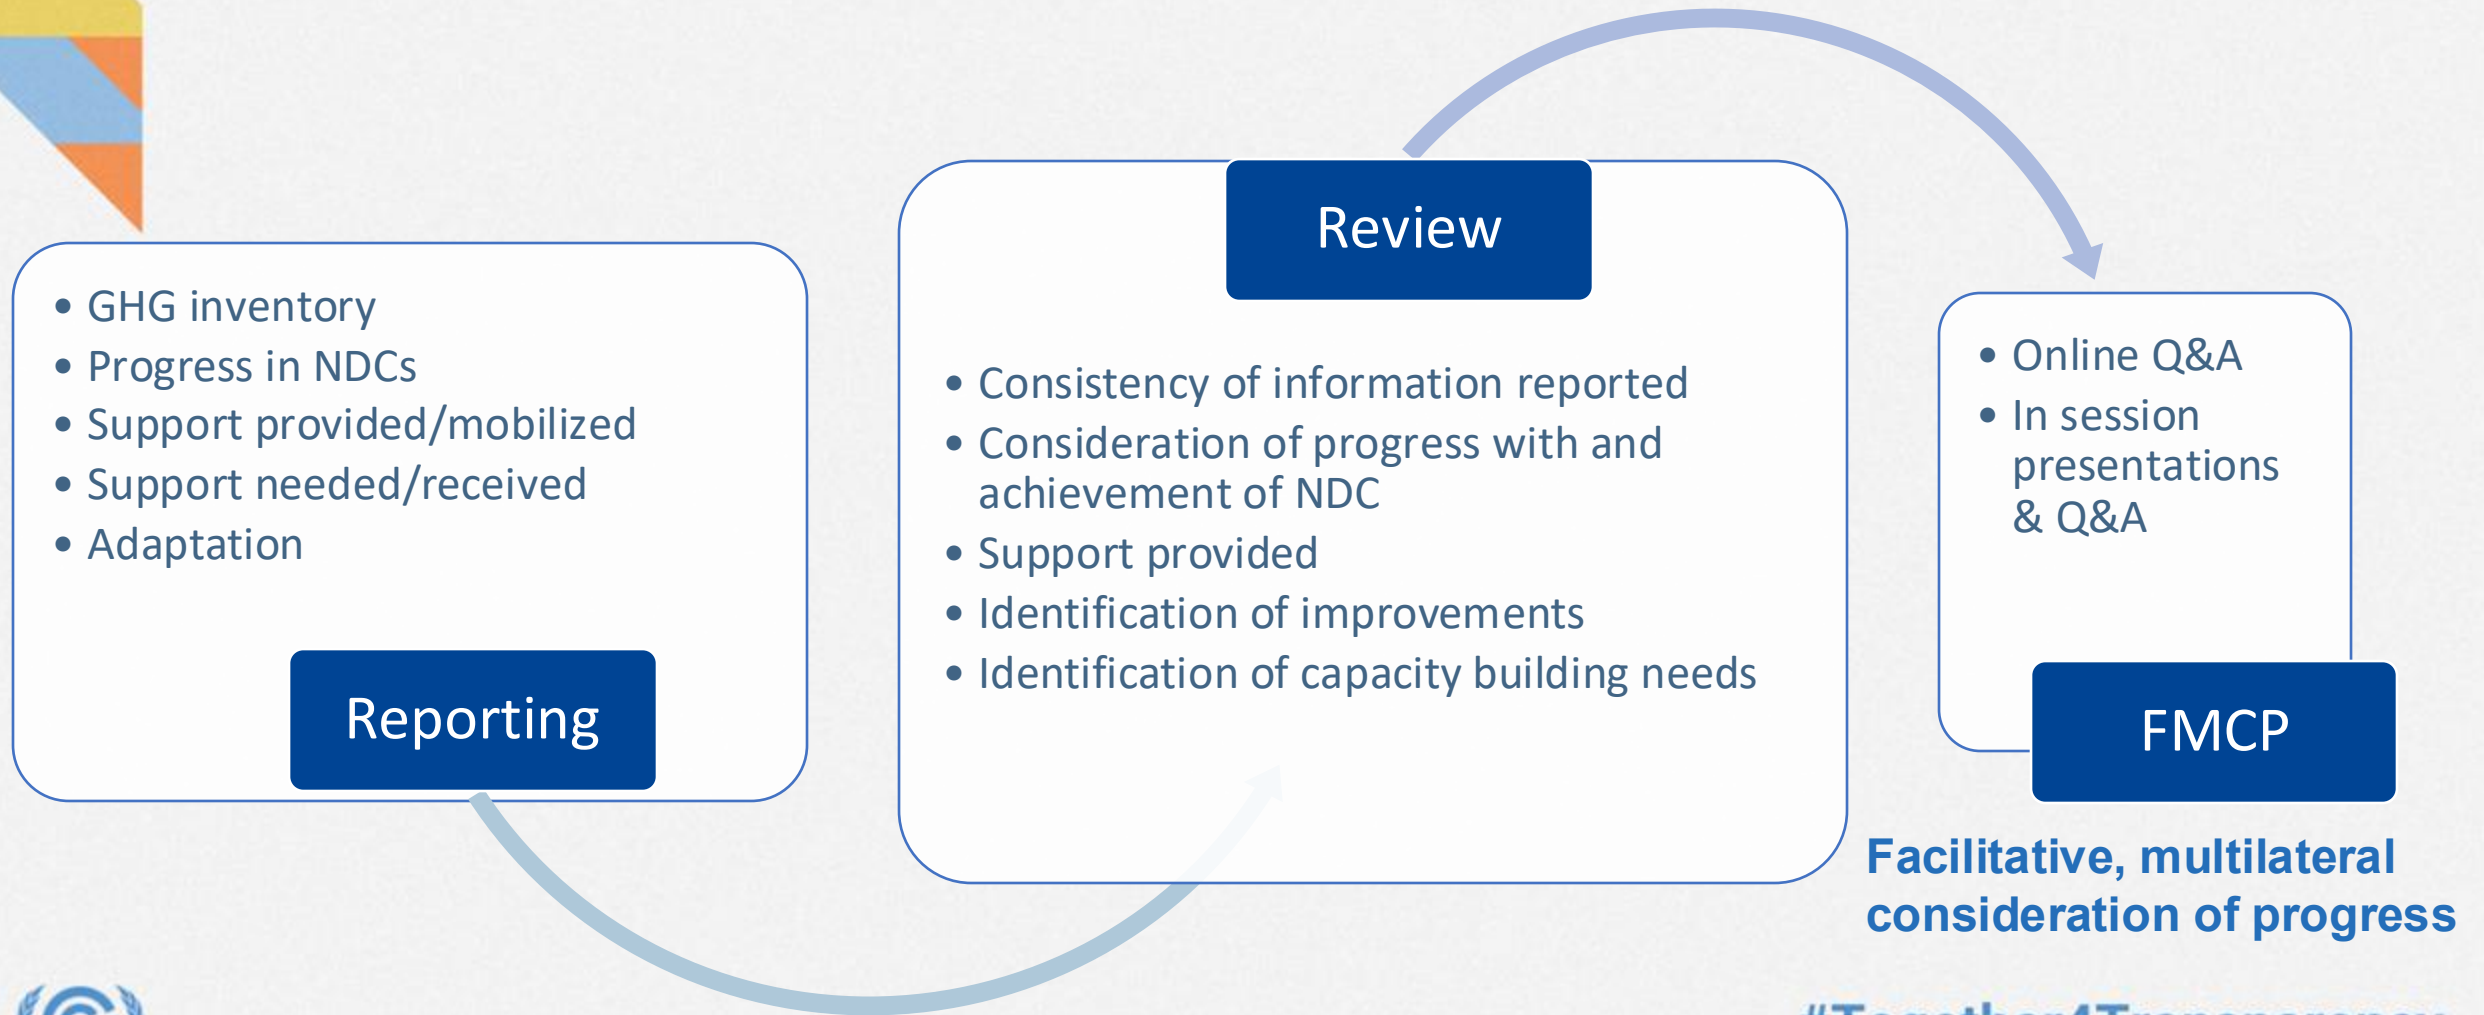 • GHG inventory
• Progress in NDCs
• Support provided/mobilized
• Support needed/received
• Adaptation
Reporting
Review
• Consistency of information reported
• Consideration of progress with and
achievement of NDC
• Support provided
• Identification of improvements
• Identification of capacity building needs
• Online Q&A
• In session
presentations
& Q&A
FMCP
Facilitative, multilateral
consideration of progress
#Together4Transparency